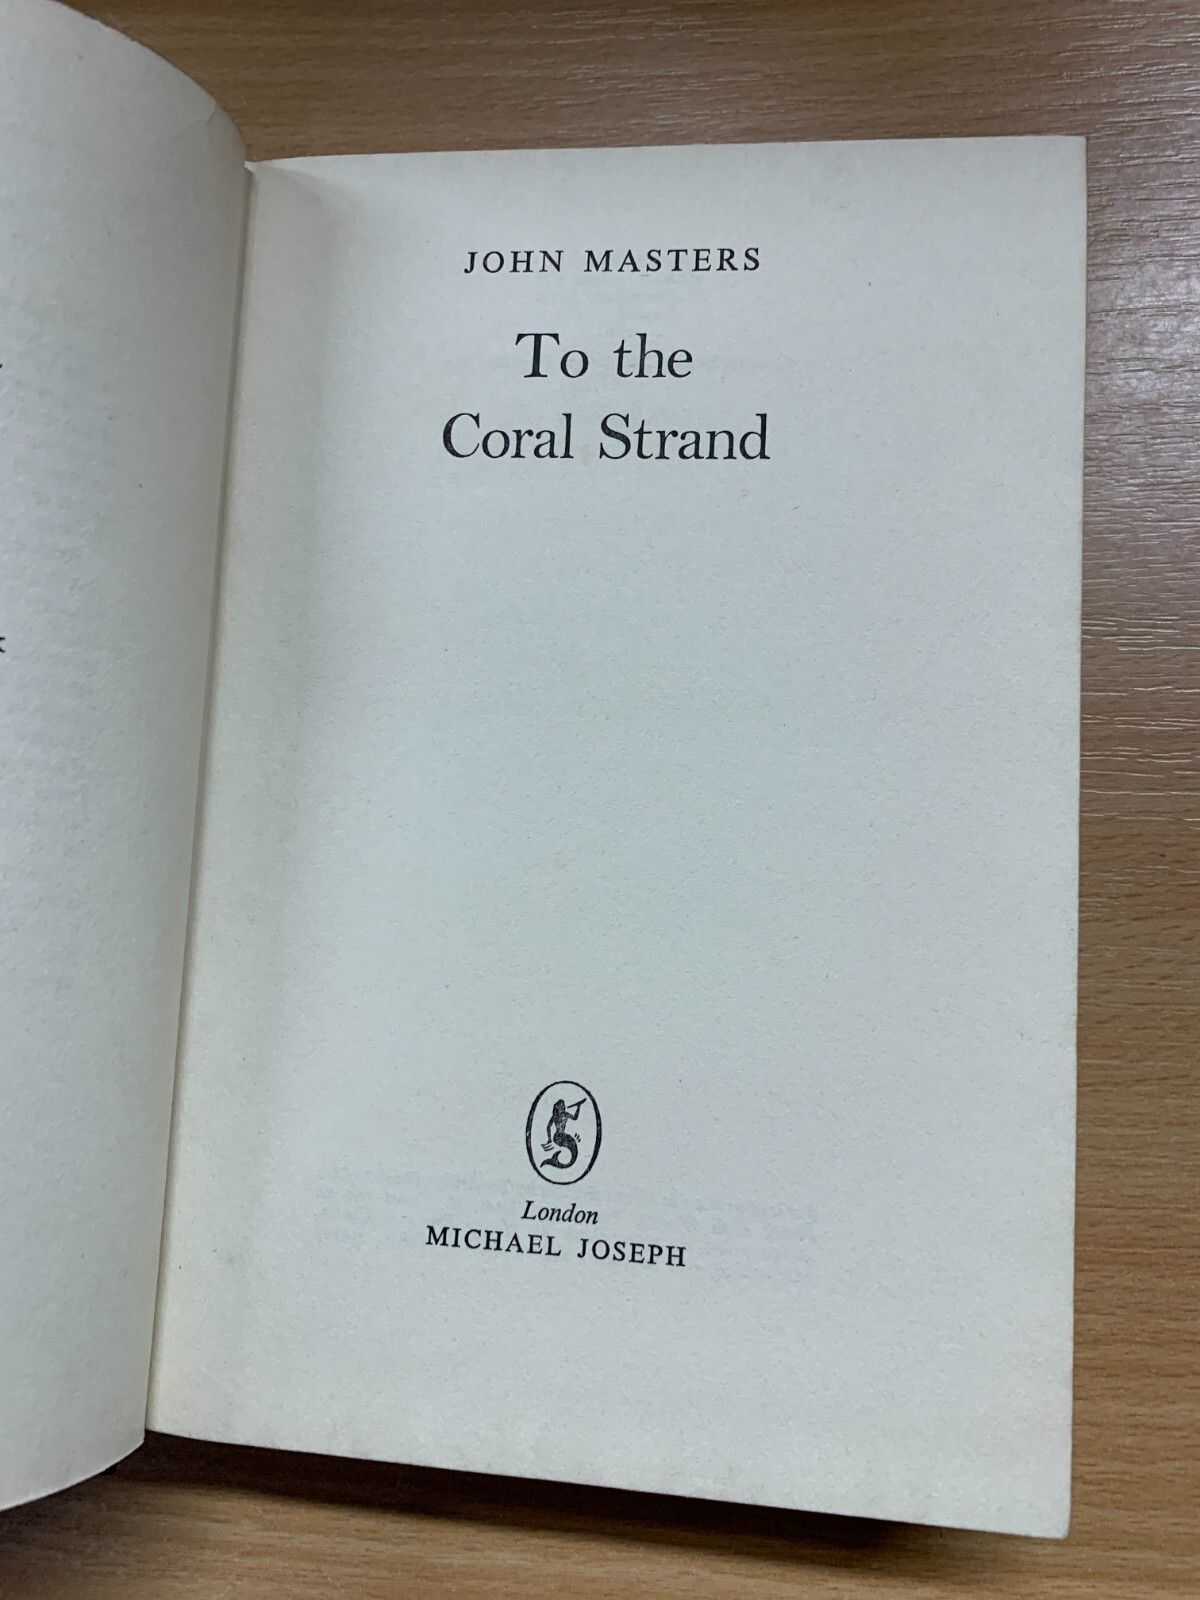 JOHN MASTERS
To the
Coral Strand
London
MICHAEL JOSEPH